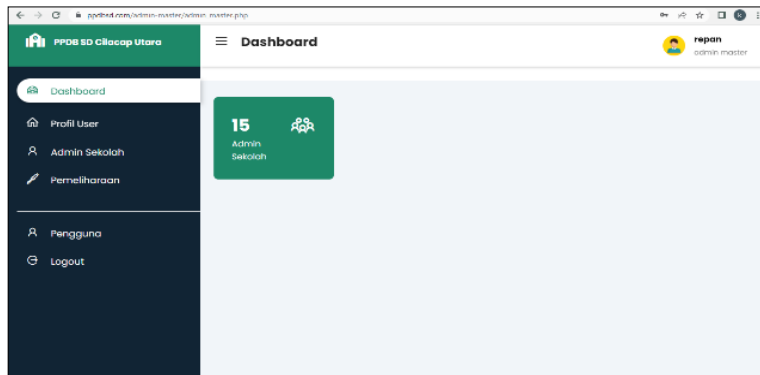 ppdbsd.com/admin-master/admin_master.php
PPDB SD Cilacap Utara
Dashboard
repan
admin master
Dashboard
Profil User
Admin Sekolah
Pemeliharaan
Pengguna
Logout
15
Admin
Sekolah